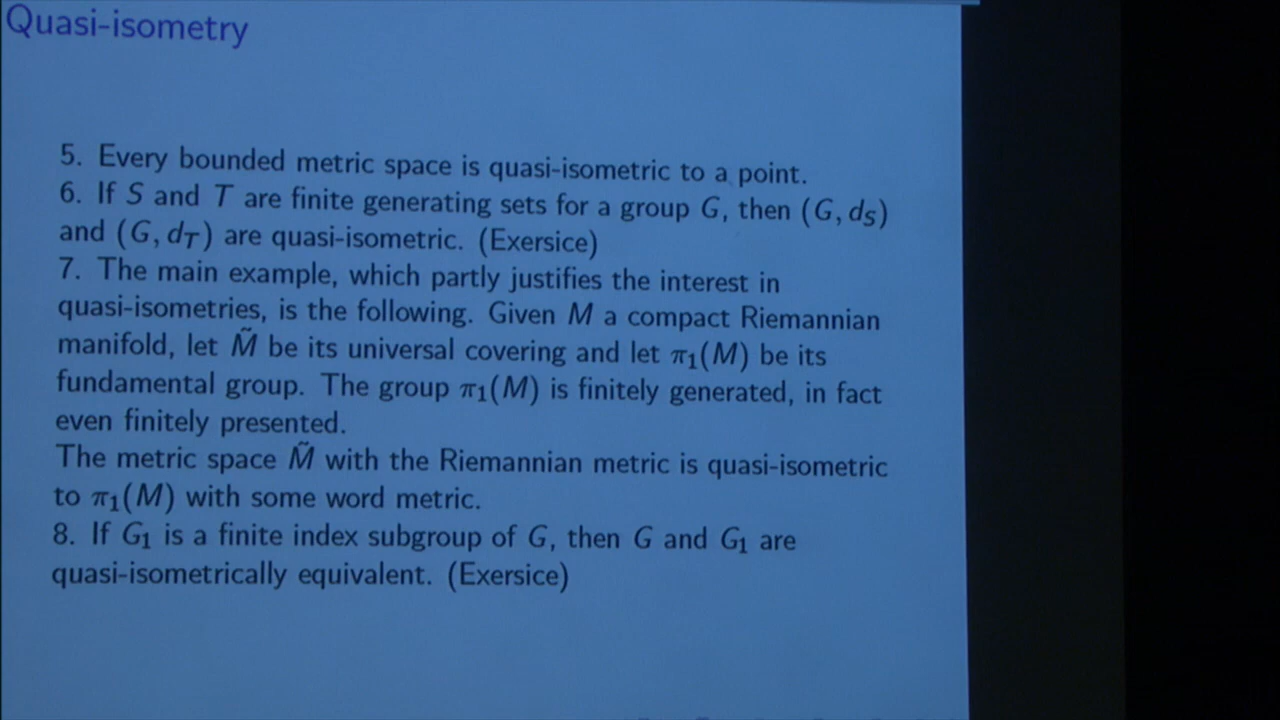 Quasi-isometry
5. Every bounded metric space is quasi-isometric to a point.
6. If S and T are finite generating sets for a group G, then (G, d_S)
and (G, d_T) are quasi-isometric. (Exersice)
7. The main example, which partly justifies the interest in
quasi-isometries, is the following. Given M a compact Riemannian
manifold, let M̃ be its universal covering and let π₁(M) be its
fundamental group. The group π₁(M) is finitely generated, in fact
even finitely presented.
The metric space M̃ with the Riemannian metric is quasi-isometric
to π₁(M) with some word metric.
8. If G₁ is a finite index subgroup of G, then G and G₁ are
quasi-isometrically equivalent. (Exersice)